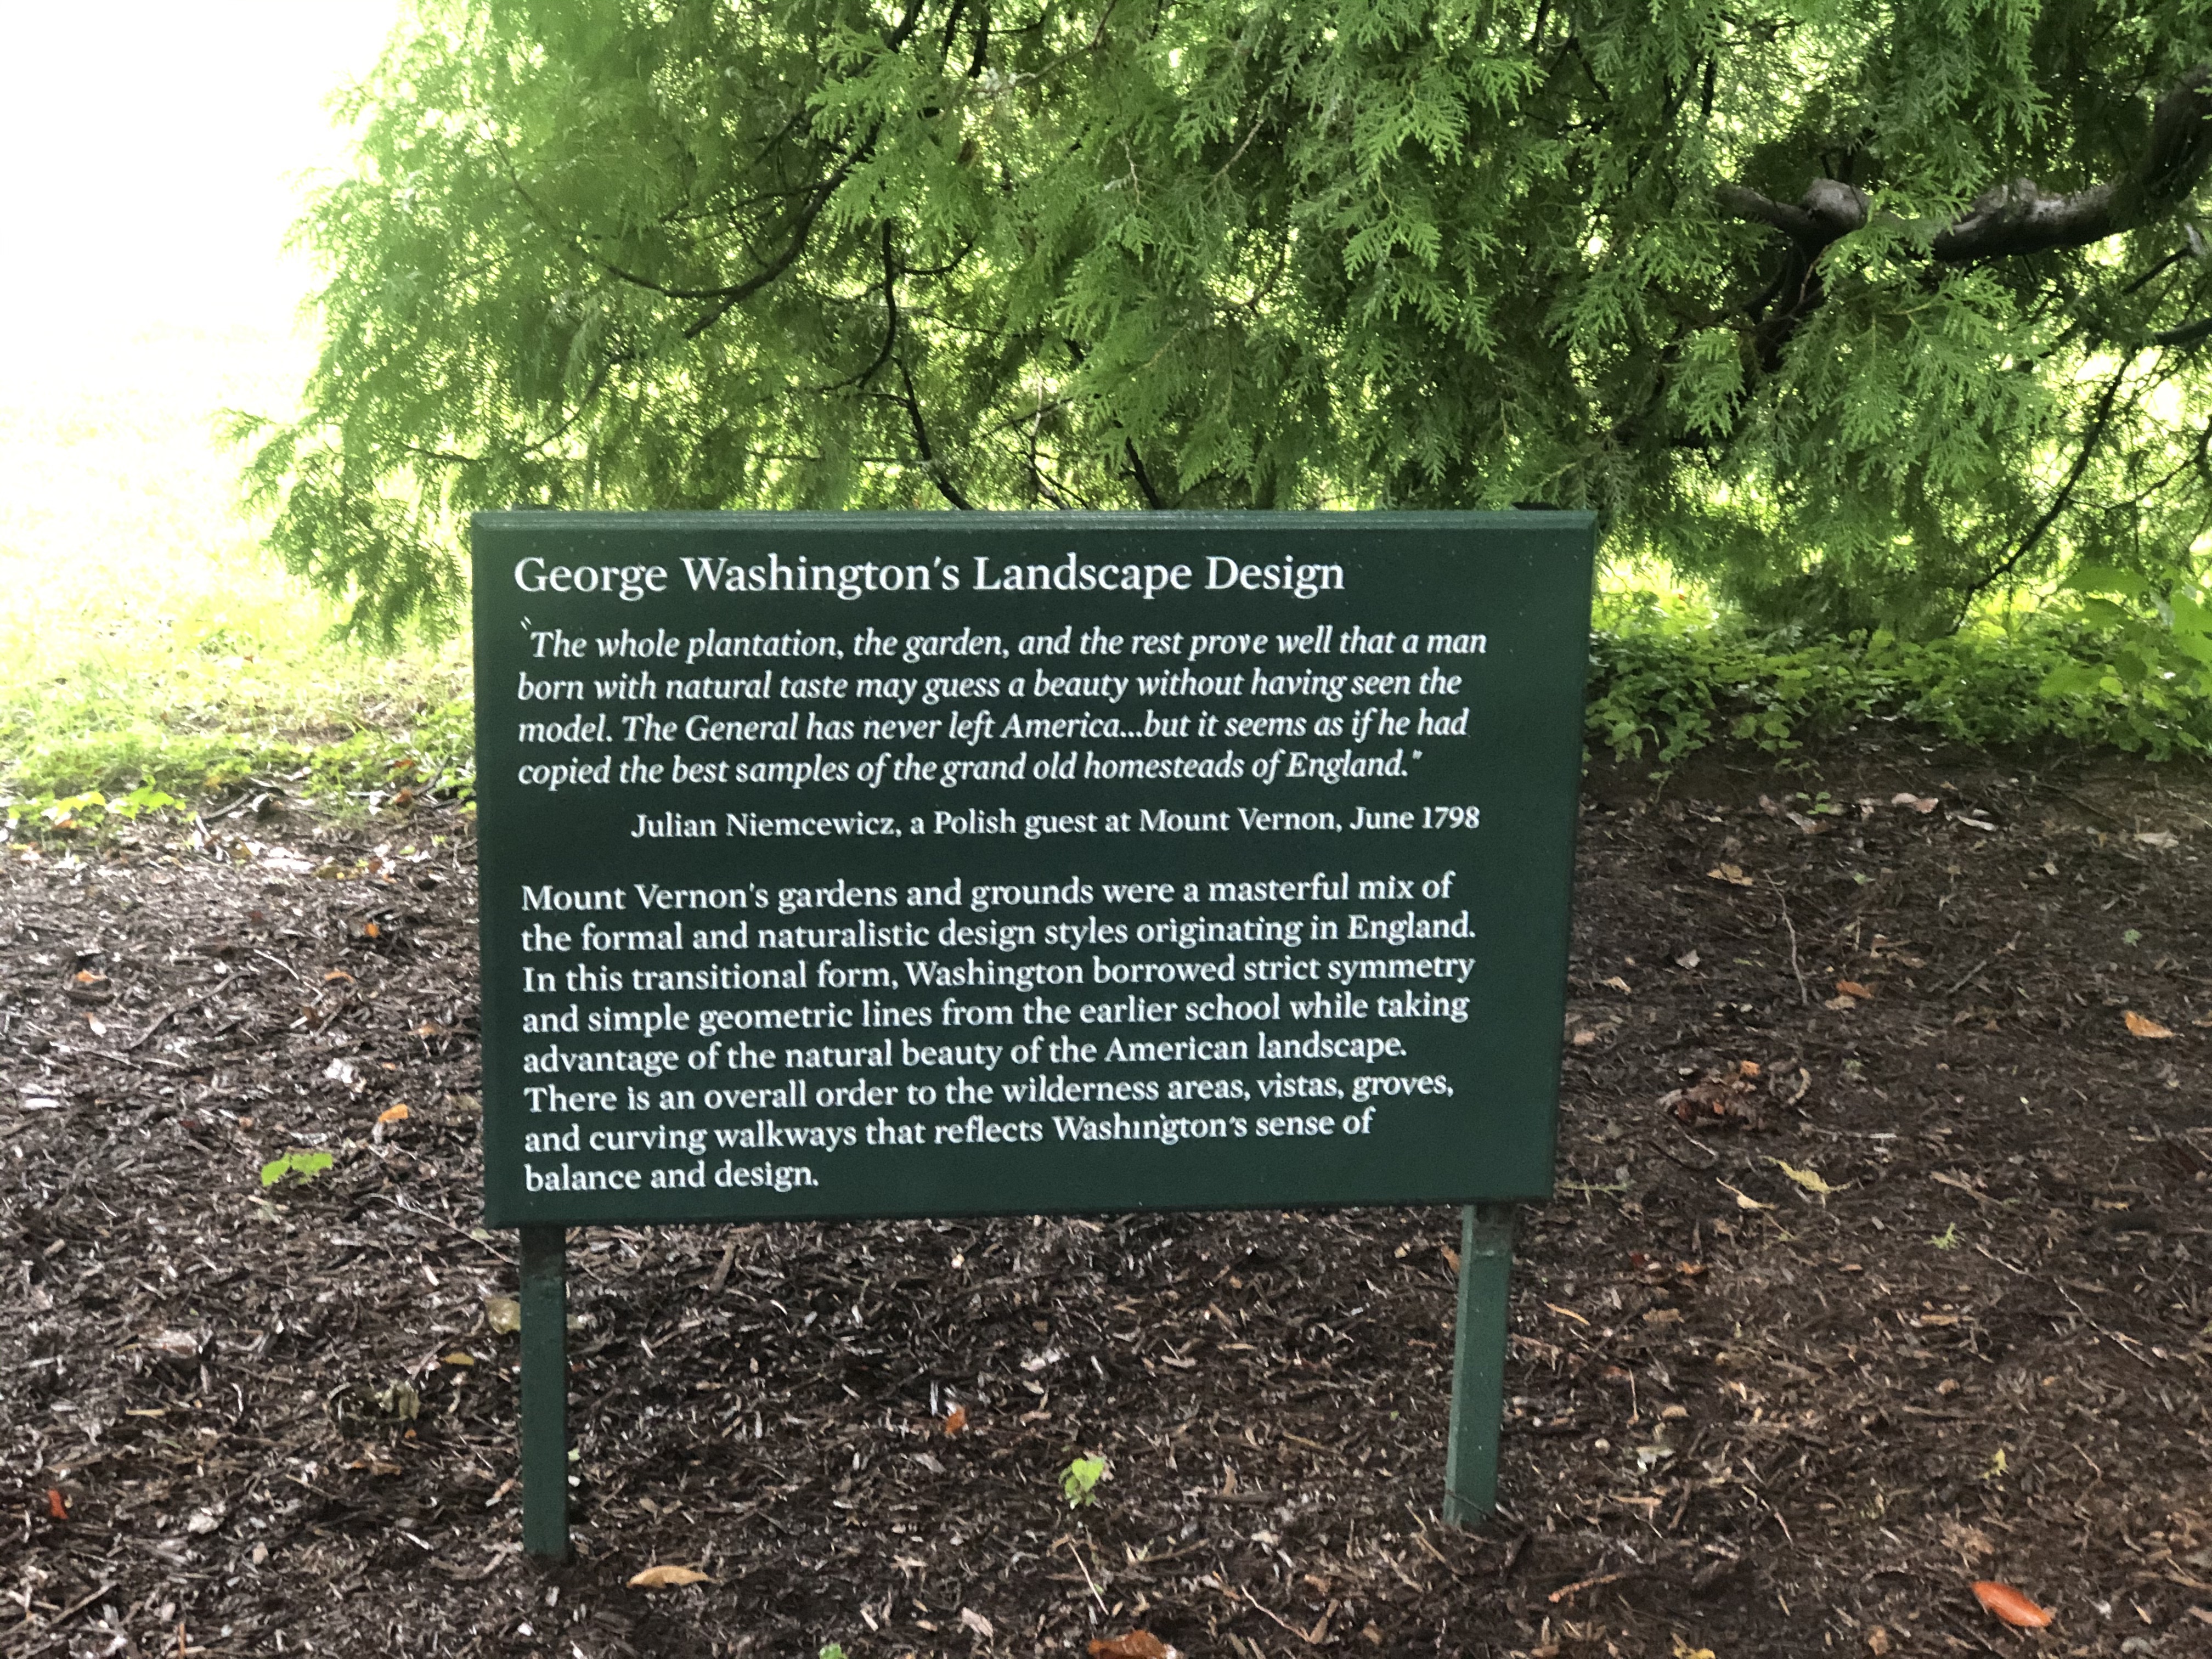 George Washington's Landscape Design
"The whole plantation, the garden, and the rest prove well that a man
born with natural taste may guess a beauty without having seen the
model. The General has never left America...but it seems as if he had
copied the best samples of the grand old homesteads of England."
Julian Niemcewicz, a Polish guest at Mount Vernon, June 1798
Mount Vernon's gardens and grounds were a masterful mix of
the formal and naturalistic design styles originating in England.
In this transitional form, Washington borrowed strict symmetry
and simple geometric lines from the earlier school while taking
advantage of the natural beauty of the American landscape.
There is an overall order to the wilderness areas, vistas, groves,
and curving walkways that reflects Washington's sense of
balance and design.